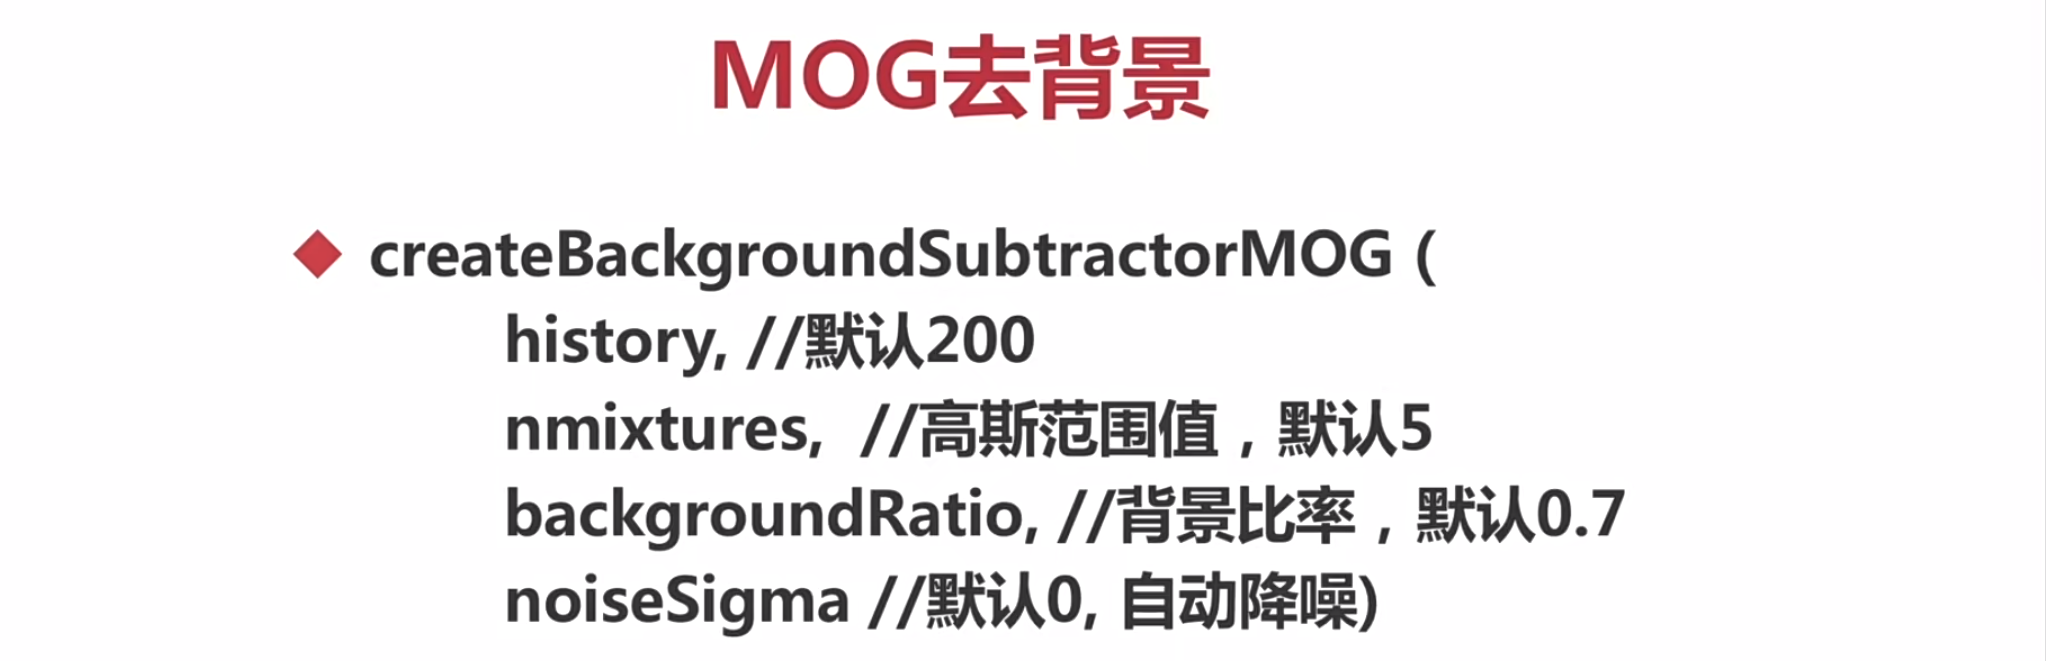 MOG去背景
createBackgroundSubtractorMOG (
history, //默认200
nmixtures,  //高斯范围值，默认5
backgroundRatio, //背景比率，默认0.7
noiseSigma //默认0, 自动降噪)